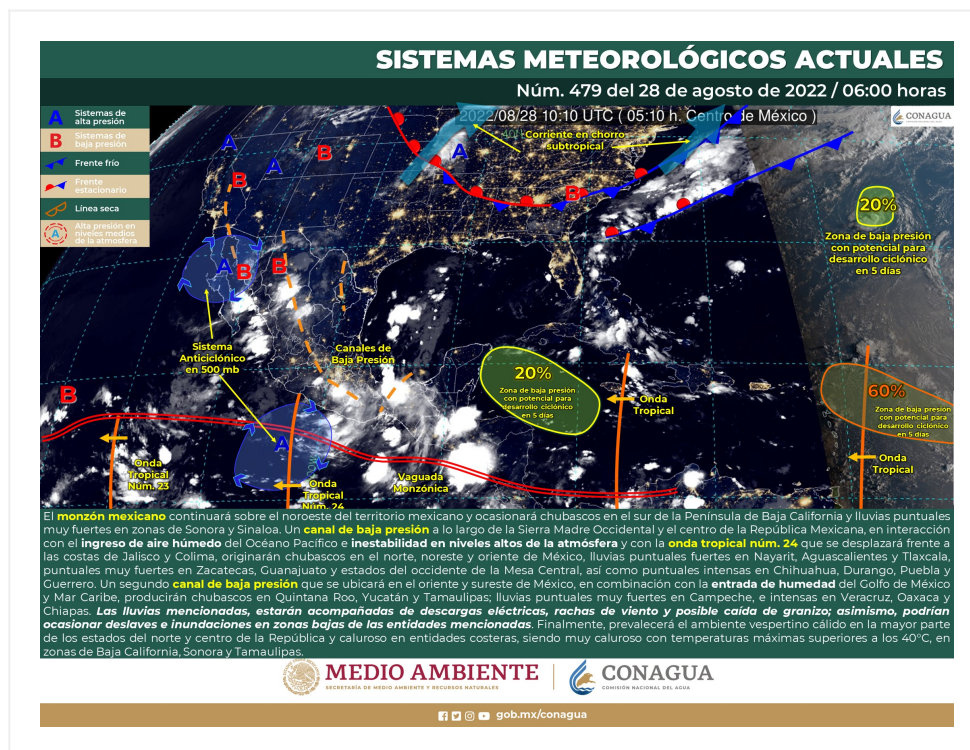 SISTEMAS METEOROLÓGICOS ACTUALES
Núm. 479 del 28 de agosto de 2022 / 06:00 horas
2022/08/28 10:10 UTC ( 05:10 h. Centro de México )
CONAGUA
A Sistemas de
alta presión
B Sistemas de
baja presión
Frente frío
Frente
estacionario
Línea seca
A Alta presión en
niveles medios
de la atmosfera
40N
Corriente en chorro
subtropical
A
A
A
B
B
B
20%
Zona de baja presión
con potencial para
desarrollo ciclónico
en 5 días
A
B
B
Sistema
Anticiclónico
en 500 mb
Canales de
Baja Presión
20%
Zona de baja presión
con potencial para
desarrollo ciclónico
en 5 días
Onda
Tropical
60%
Zona de baja presión
con potencial para
desarrollo ciclónico
en 5 días
B
A
Onda
Tropical
Núm. 23
Onda
Tropical
Núm. 24
Vaguada
Monzónica
Onda
Tropical
El monzón mexicano continuará sobre el noroeste del territorio mexicano y ocasionará chubascos en el sur de la Península de Baja California y lluvias puntuales
muy fuertes en zonas de Sonora y Sinaloa. Un canal de baja presión a lo largo de la Sierra Madre Occidental y el centro de la República Mexicana, en interacción
con el ingreso de aire húmedo del Océano Pacífico e inestabilidad en niveles altos de la atmósfera y con la onda tropical núm. 24 que se desplazará frente a
las costas de Jalisco y Colima, originarán chubascos en el norte, noreste y oriente de México, lluvias puntuales fuertes en Nayarit, Aguascalientes y Tlaxcala,
puntuales muy fuertes en Zacatecas, Guanajuato y estados del occidente de la Mesa Central, así como puntuales intensas en Chihuahua, Durango, Puebla y
Guerrero. Un segundo canal de baja presión que se ubicará en el oriente y sureste de México, en combinación con la entrada de humedad del Golfo de México
y Mar Caribe, producirán chubascos en Quintana Roo, Yucatán y Tamaulipas; lluvias puntuales muy fuertes en Campeche, e intensas en Veracruz, Oaxaca y
Chiapas. Las lluvias mencionadas, estarán acompañadas de descargas eléctricas, rachas de viento y posible caída de granizo; asimismo, podrían
ocasionar deslaves e inundaciones en zonas bajas de las entidades mencionadas. Finalmente, prevalecerá el ambiente vespertino cálido en la mayor parte
de los estados del norte y centro de la República y caluroso en entidades costeras, siendo muy caluroso con temperaturas máximas superiores a los 40°C, en
zonas de Baja California, Sonora y Tamaulipas.
MEDIO AMBIENTE
SECRETARÍA DE MEDIO AMBIENTE Y RECURSOS NATURALES
CONAGUA
COMISIÓN NACIONAL DEL AGUA
gob.mx/conagua